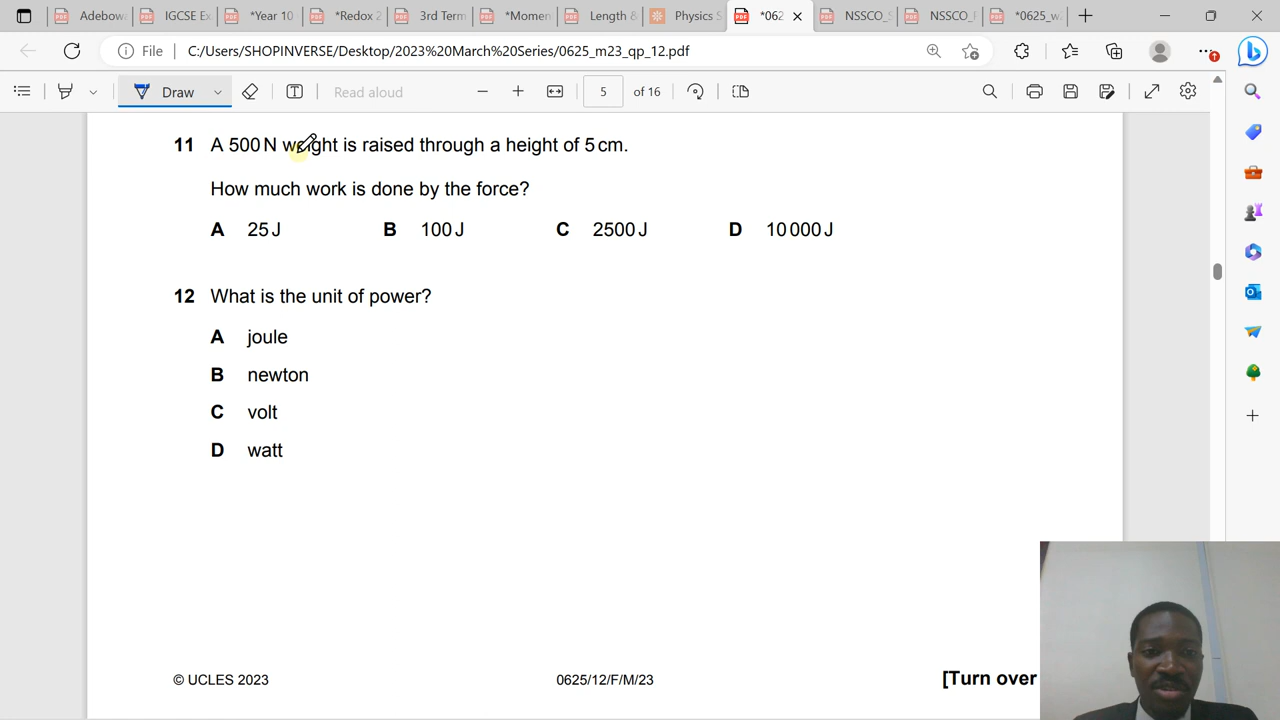 Adebowa
IGCSE Ex
*Year 10
*Redox 2
3rd Term
*Momen
Length &
Physics S
*062
NSSCO_S
NSSCO_I
*0625_w
File C:/Users/SHOPINVERSE/Desktop/2023%20March%20Series/0625_m23_qp_12.pdf
Draw Read aloud 5 of 16
11 A 500 N weight is raised through a height of 5 cm.
How much work is done by the force?
A 25 J B 100 J C 2500 J D 10 000 J
12 What is the unit of power?
A joule
B newton
C volt
D watt
© UCLES 2023 0625/12/F/M/23 [Turn over